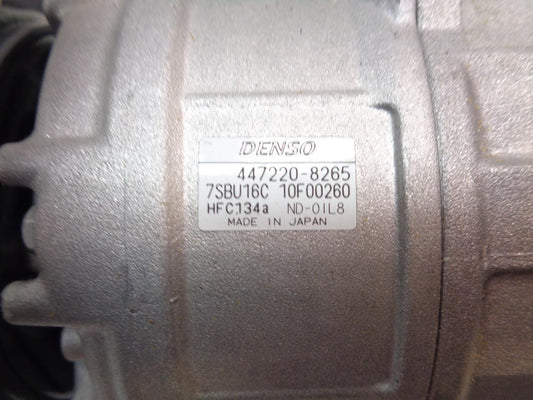 DENSO
447220-8265
7SBU16C 10F00260
HFC134a ND-OIL8
MADE IN JAPAN